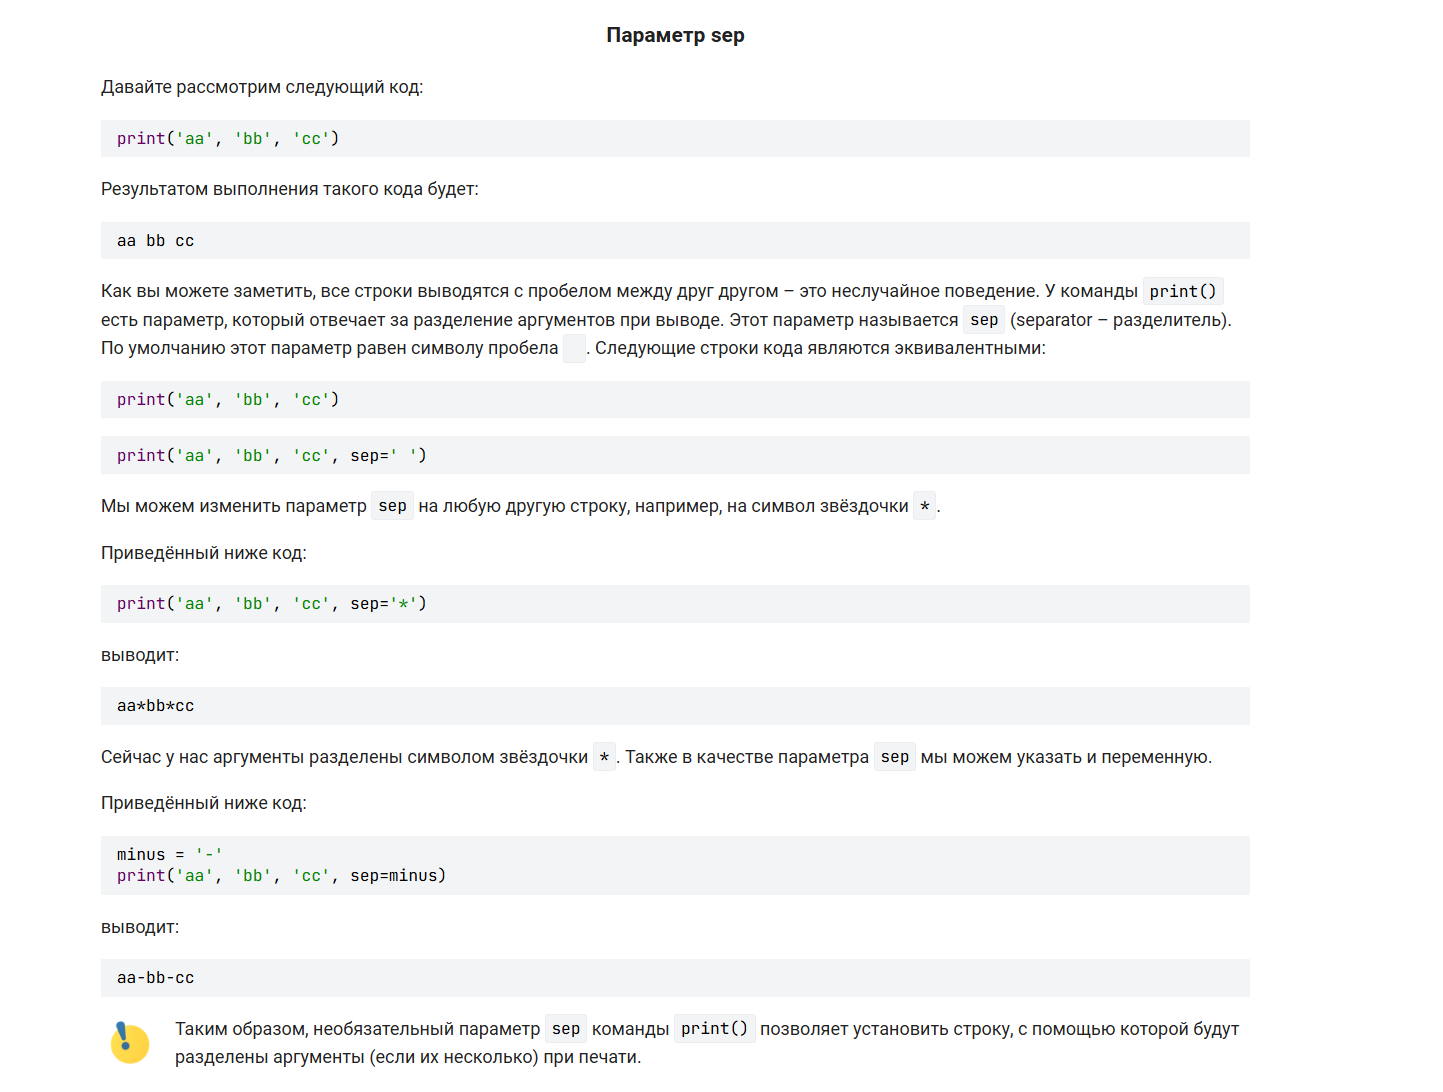 Параметр sep
Давайте рассмотрим следующий код:
print('aa', 'bb', 'cc')
Результатом выполнения такого кода будет:
aa bb cc
Как вы можете заметить, все строки выводятся с пробелом между друг другом – это неслучайное поведение. У команды print()
есть параметр, который отвечает за разделение аргументов при выводе. Этот параметр называется sep (separator – разделитель).
По умолчанию этот параметр равен символу пробела . Следующие строки кода являются эквивалентными:
print('aa', 'bb', 'cc')
print('aa', 'bb', 'cc', sep=' ')
Мы можем изменить параметр sep на любую другую строку, например, на символ звёздочки *.
Приведённый ниже код:
print('aa', 'bb', 'cc', sep='*')
выводит:
aa*bb*cc
Сейчас у нас аргументы разделены символом звёздочки *. Также в качестве параметра sep мы можем указать и переменную.
Приведённый ниже код:
minus = '-'
print('aa', 'bb', 'cc', sep=minus)
выводит:
aa-bb-cc
Таким образом, необязательный параметр sep команды print() позволяет установить строку, с помощью которой будут
разделены аргументы (если их несколько) при печати.